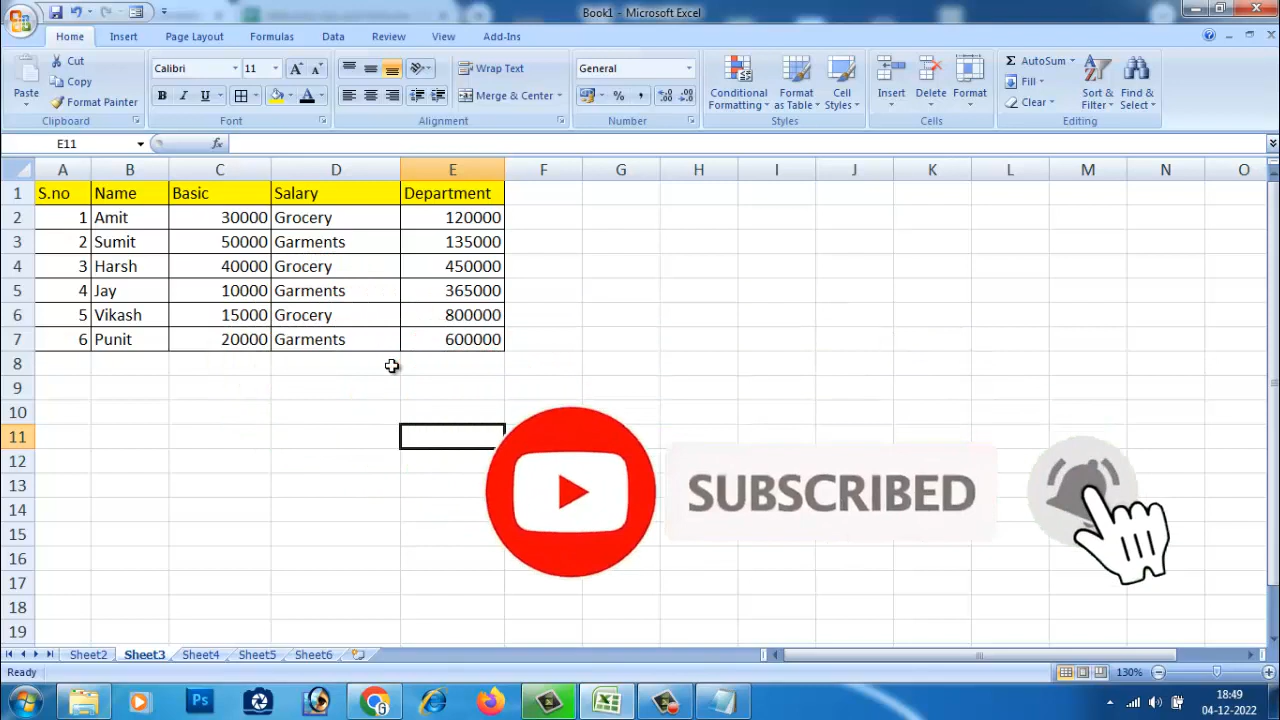 Book1 - Microsoft Excel
Home Insert Page Layout Formulas Data Review View Add-Ins
Paste
Cut
Copy
Format Painter
Clipboard
Calibri 11
B I U A
Font
Wrap Text
Merge & Center
Alignment
General
% ,
Number
Conditional Formatting
Format as Table
Cell Styles
Styles
Insert Delete Format
Cells
Σ AutoSum
Fill
Clear
Sort & Filter
Find & Select
Editing
E11 fx
A B C D E F G H I J K L M N O
1 S.no Name Basic Salary Department
2 1 Amit 30000 Grocery 120000
3 2 Sumit 50000 Garments 135000
4 3 Harsh 40000 Grocery 450000
5 4 Jay 10000 Garments 365000
6 5 Vikash 15000 Grocery 800000
7 6 Punit 20000 Garments 600000
8
9
10
11
12
13
14
15
16
17
18
19
SUBSCRIBED
Sheet2 Sheet3 Sheet4 Sheet5 Sheet6
Ready 130%
Ps
18:49
04-12-2022